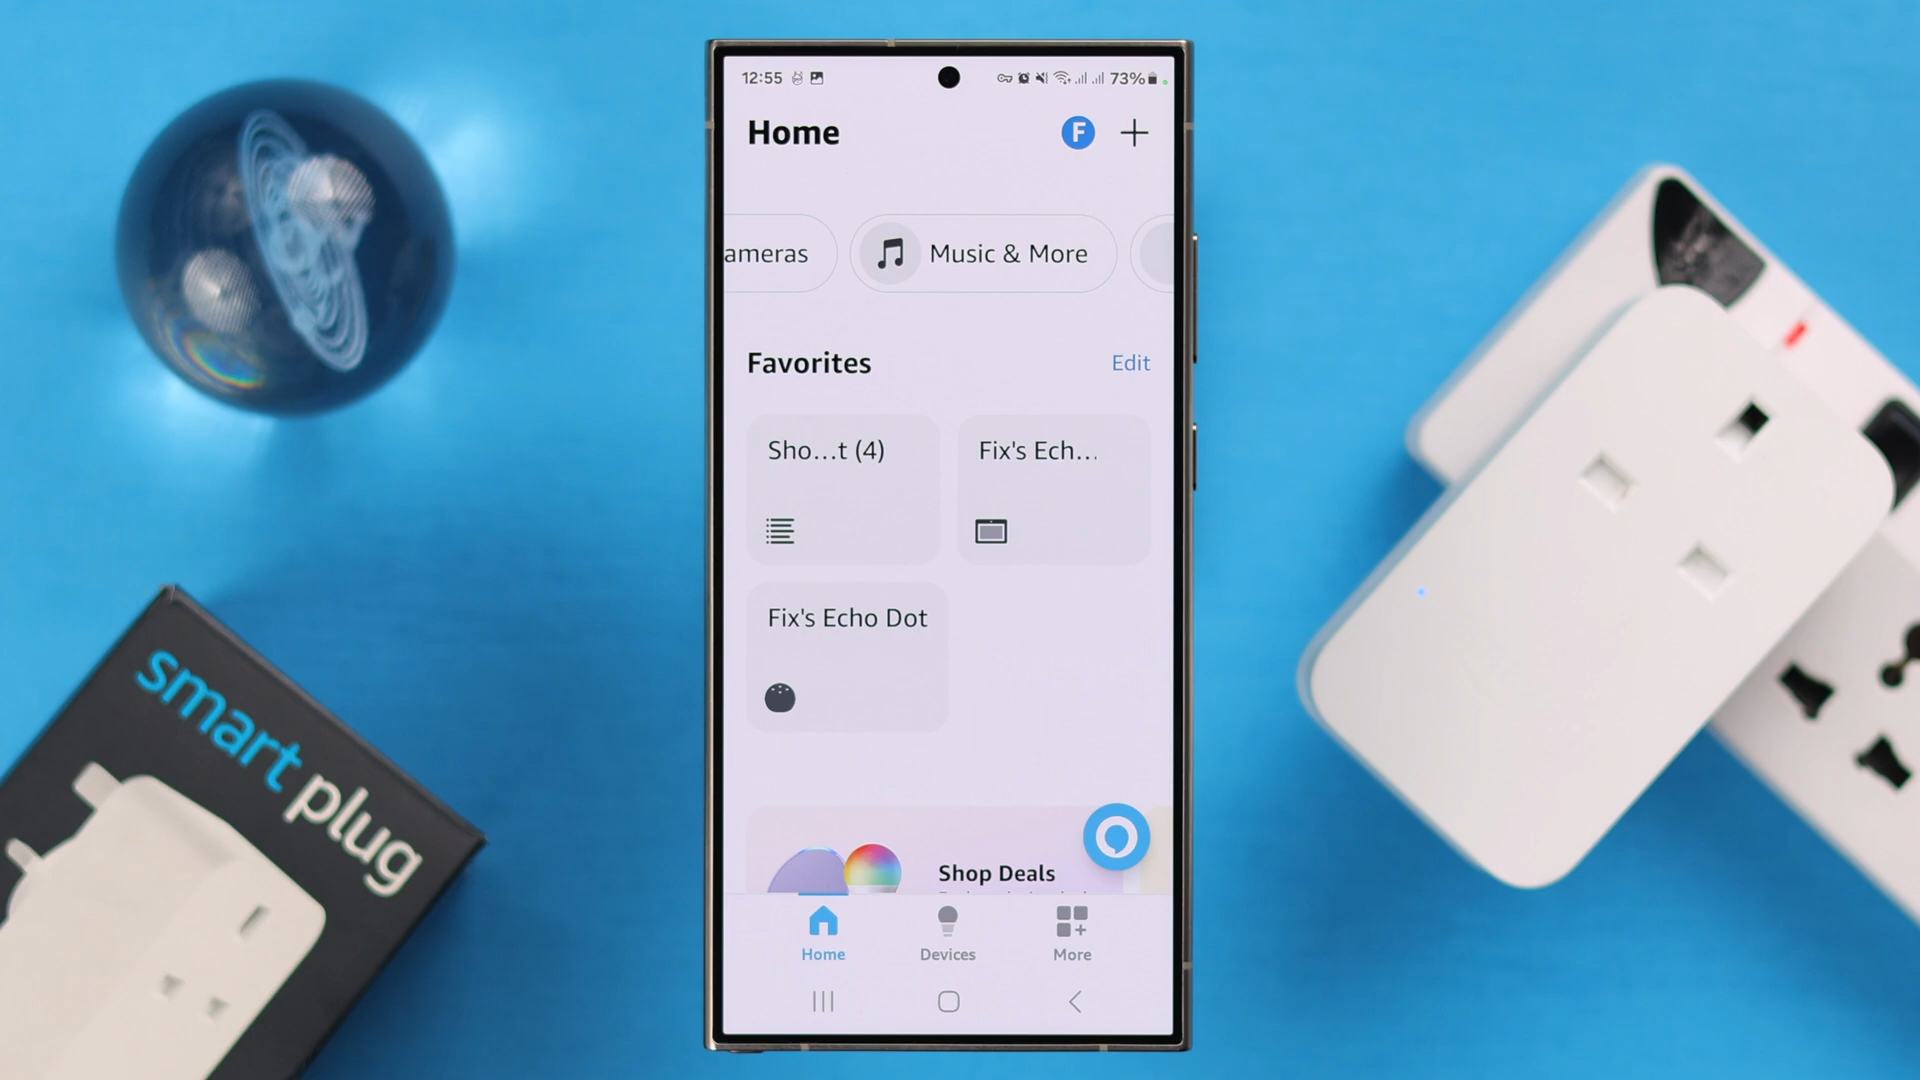 12:55
73%
Home
F
ameras
Music & More
Favorites
Edit
Sho...t (4)
Fix's Ech...
Fix's Echo Dot
Shop Deals
Home
Devices
More
smart plug